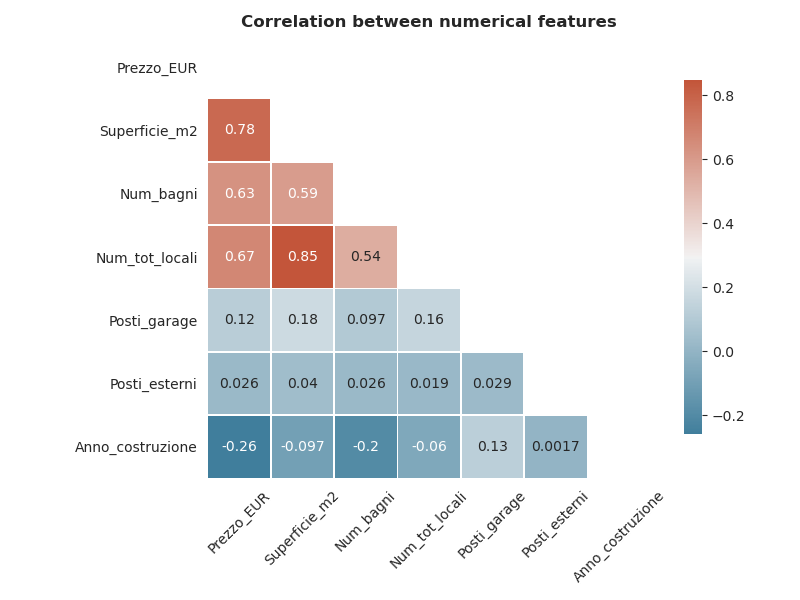 Correlation between numerical features
Prezzo_EUR
Superficie_m2
0.78
Num_bagni
0.63 0.59
Num_tot_locali
0.67 0.85 0.54
Posti_garage
0.12 0.18 0.097 0.16
Posti_esterni
0.026 0.04 0.026 0.019 0.029
Anno_costruzione
-0.26 -0.097 -0.2 -0.06 0.13 0.0017
Prezzo_EUR
Superficie_m2
Num_bagni
Num_tot_locali
Posti_garage
Posti_esterni
Anno_costruzione
0.8
0.6
0.4
0.2
0.0
−0.2